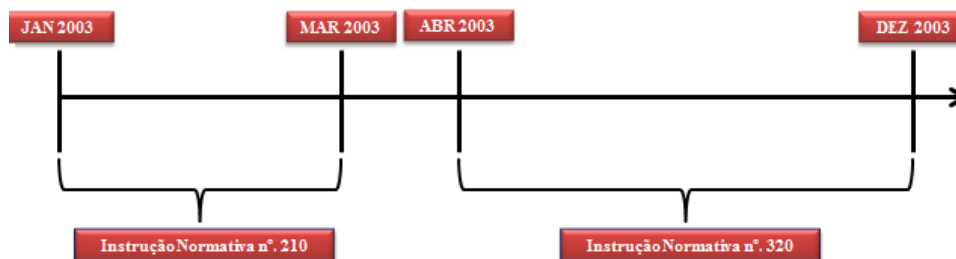 JAN 2003
MAR 2003
ABR 2003
DEZ 2003
Instrução Normativa nº. 210
Instrução Normativa nº. 320